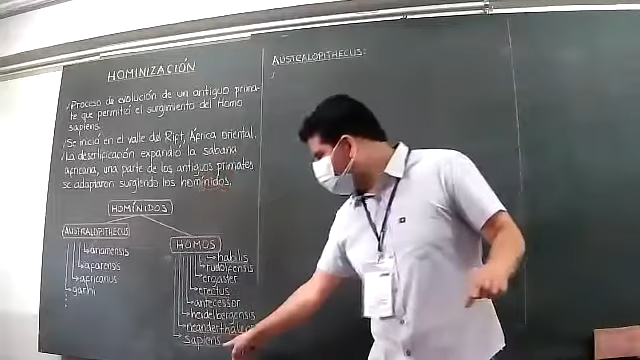 HOMINIZACIÓN
Proceso de evolución de un antiguo prima-
te que permitió el surgimiento del Homo
sapiens.
Se inició en el valle del Rift, África oriental.
La desertificación expandió la sabana
africana, una parte de los antiguos primates
se adaptaron surgiendo los homínidos.
HOMÍNIDOS
AUSTRALOPITHECUS
anamensis
afarensis
africanus
garhi
HOMOS
habilis
rudolfensis
ergaster
erectus
antecessor
heidelbergensis
neanderthalensis
sapiens
AUSTRALOPITHECUS: